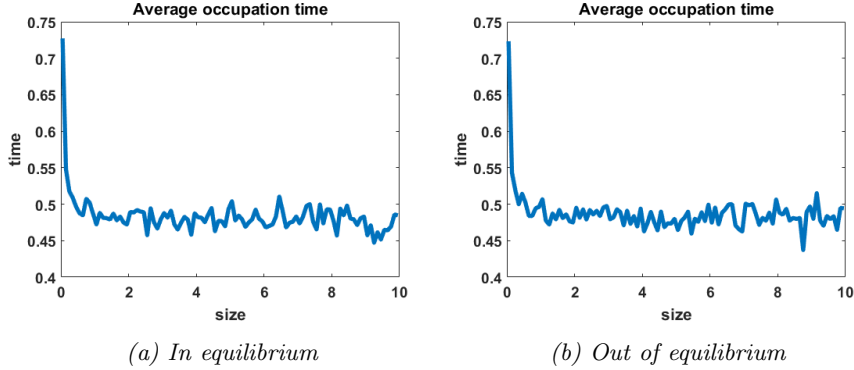 Average occupation time
0.75
0.7
0.65
0.6
0.55
0.5
0.45
0.4
time
0 2 4 6 8 10
size
(a) In equilibrium
Average occupation time
0.75
0.7
0.65
0.6
0.55
0.5
0.45
0.4
time
0 2 4 6 8 10
size
(b) Out of equilibrium